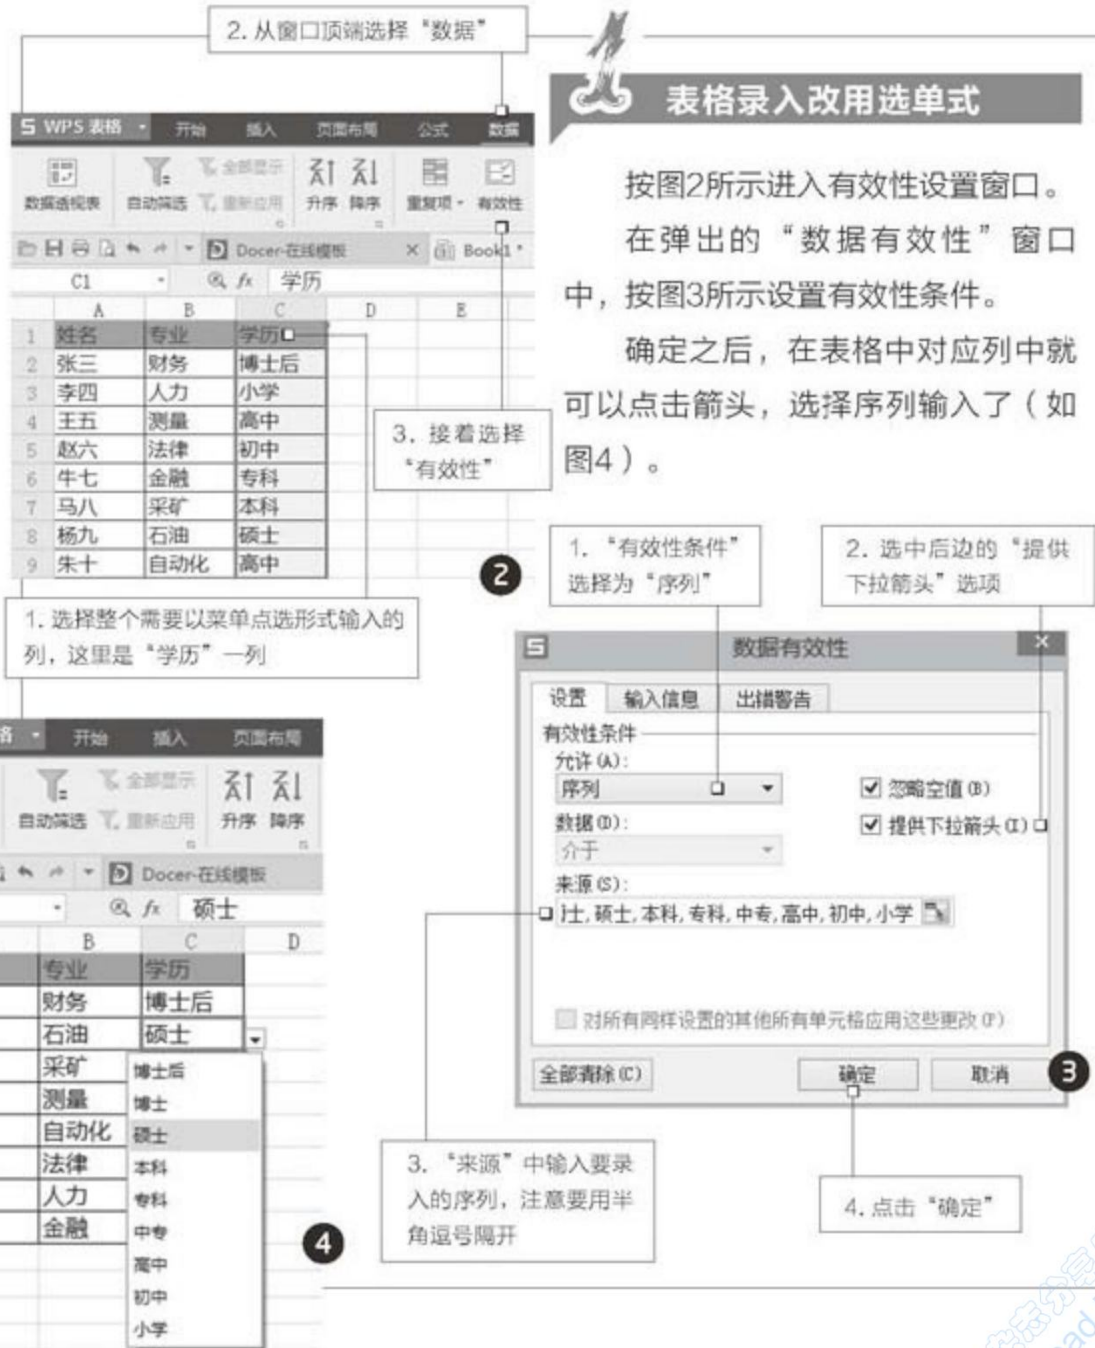 2. 从窗口顶端选择“数据”
表格录入改用选单式
按图2所示进入有效性设置窗口。
在弹出的“数据有效性”窗口
中，按图3所示设置有效性条件。
确定之后，在表格中对应列中就
可以点击箭头，选择序列输入了（如
图4）。
WPS 表格 开始 插入 页面布局 公式 数据
全部显示
数据透视表 自动筛选 重新应用 升序 降序 重复项 有效性
Docer-在线模板 × Book1 *
C1 fx 学历
A B C D E
1 姓名 专业 学历
2 张三 财务 博士后
3 李四 人力 小学
4 王五 测量 高中
5 赵六 法律 初中
6 牛七 金融 专科
7 马八 采矿 本科
8 杨九 石油 硕士
9 朱十 自动化 高中
3. 接着选择
“有效性”
2
1. 选择整个需要以菜单点选形式输入的
列，这里是“学历”一列
1. “有效性条件”
选择为“序列”
2. 选中后边的“提供
下拉箭头”选项
数据有效性 ×
设置 输入信息 出错警告
有效性条件
允许(A):
序列 忽略空值(B)
数据(D): 提供下拉箭头(I)
介于
来源(S):
士,硕士,本科,专科,中专,高中,初中,小学
对所有同样设置的其他所有单元格应用这些更改(P)
全部清除(C) 确定 取消
3
3. “来源”中输入要录
入的序列，注意要用半
角逗号隔开
4. 点击“确定”
格 开始 插入 页面布局
全部显示
自动筛选 重新应用 升序 降序
Docer-在线模板
fx 硕士
B C D
专业 学历
财务 博士后
石油 硕士
采矿
测量
自动化
法律
人力
金融
博士后
博士
硕士
本科
专科
中专
高中
初中
小学
4